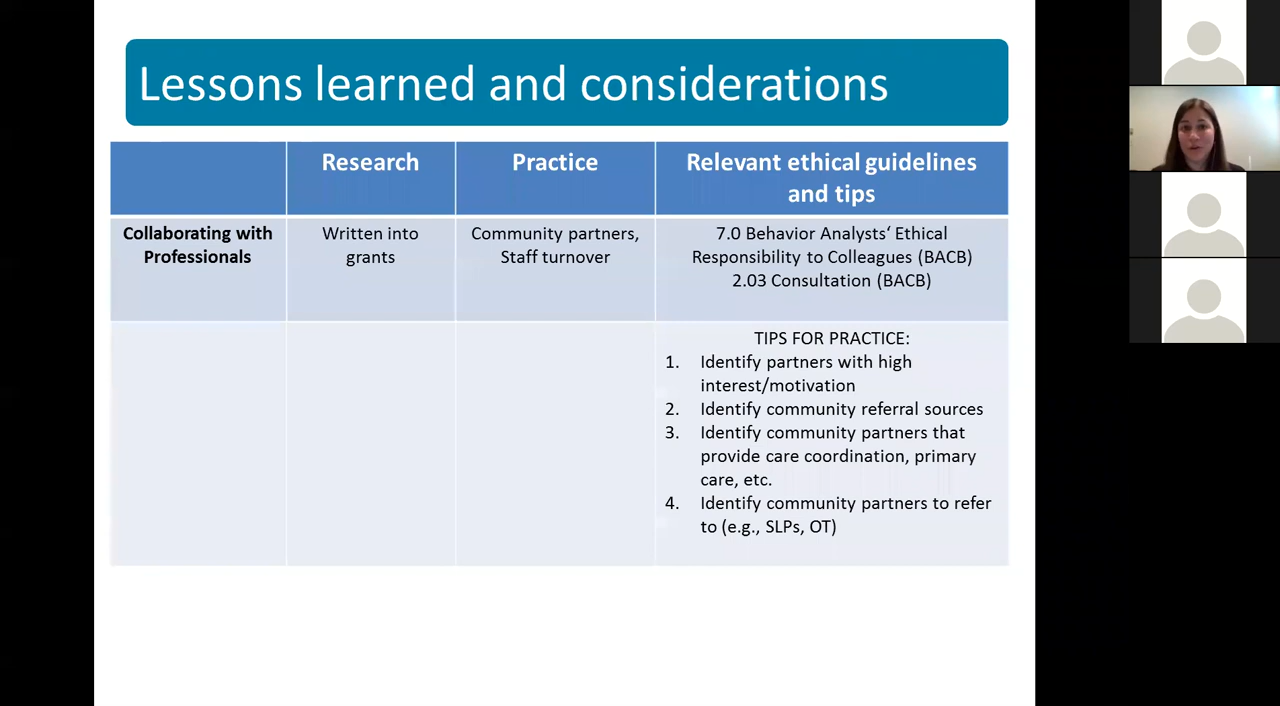 Lessons learned and considerations
Research
Practice
Relevant ethical guidelines
and tips
Collaborating with
Professionals
Written into
grants
Community partners,
Staff turnover
7.0 Behavior Analysts‘ Ethical
Responsibility to Colleagues (BACB)
2.03 Consultation (BACB)
TIPS FOR PRACTICE:
1. Identify partners with high
interest/motivation
2. Identify community referral sources
3. Identify community partners that
provide care coordination, primary
care, etc.
4. Identify community partners to refer
to (e.g., SLPs, OT)